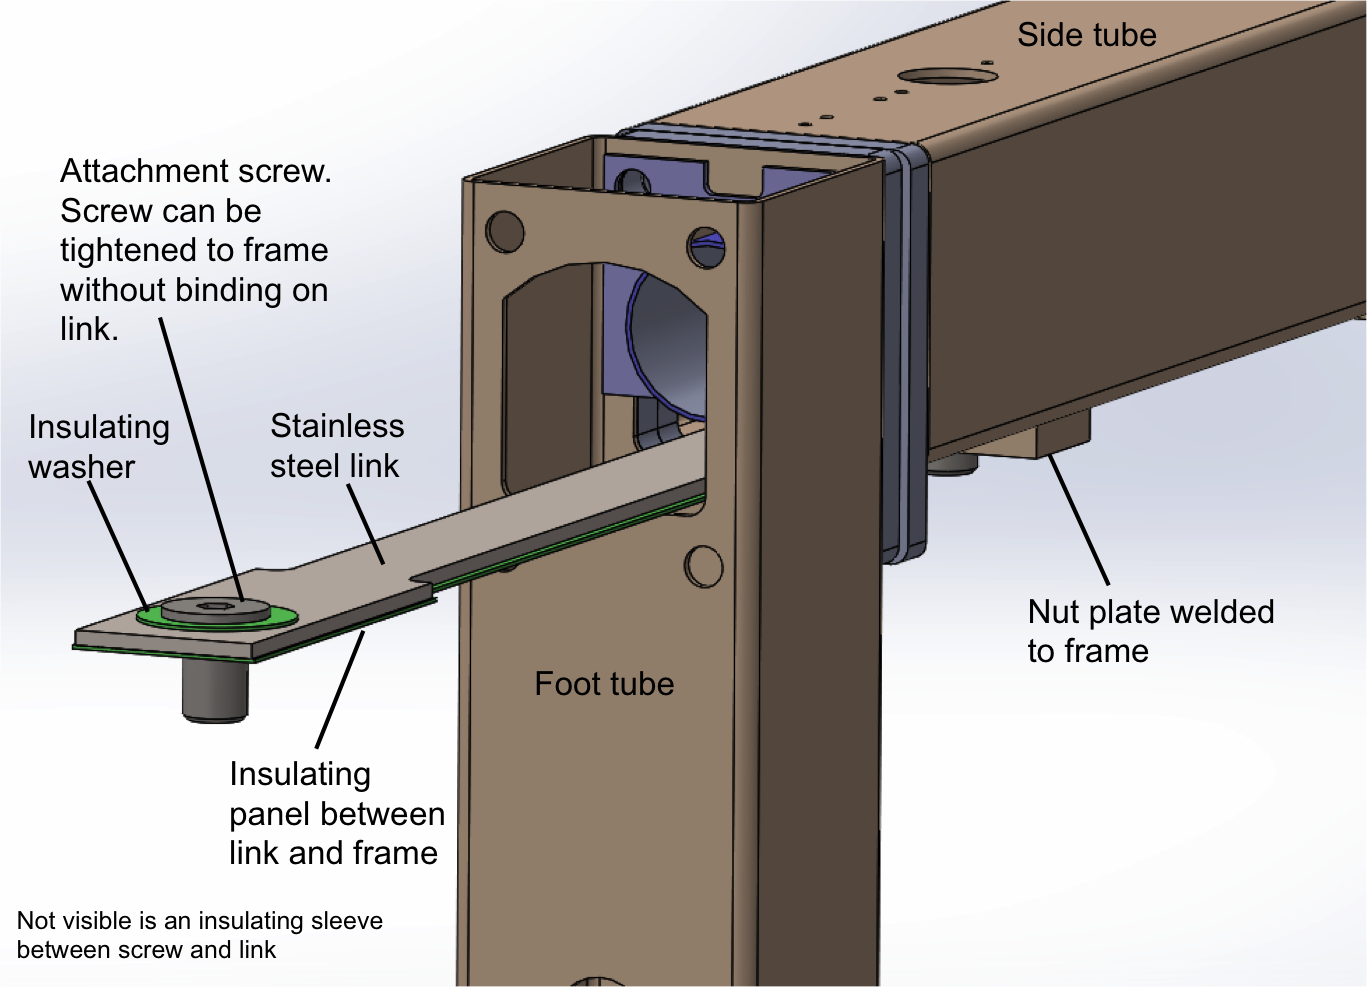 Side tube
Attachment screw.
Screw can be
tightened to frame
without binding on
link.
Insulating
washer
Stainless
steel link
Nut plate welded
to frame
Foot tube
Insulating
panel between
link and frame
Not visible is an insulating sleeve
between screw and link